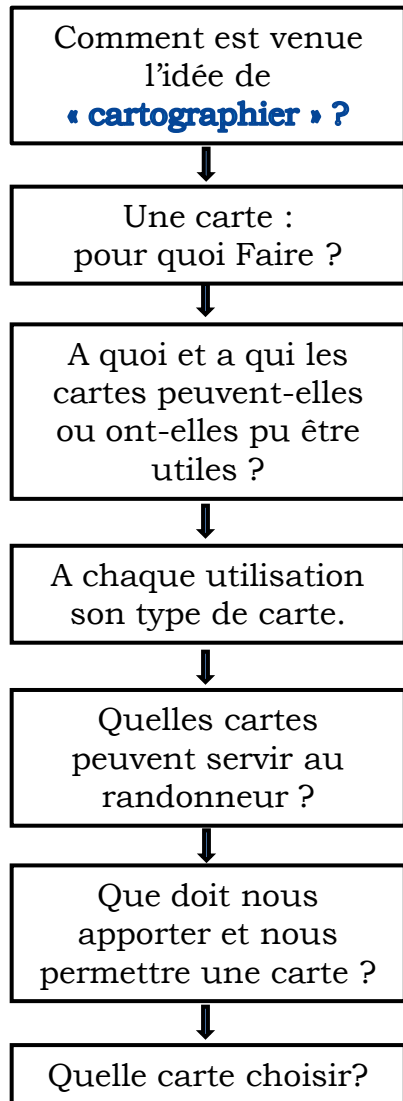 Comment est venue
l’idée de
« cartographier » ?
Une carte :
pour quoi Faire ?
A quoi et a qui les
cartes peuvent-elles
ou ont-elles pu être
utiles ?
A chaque utilisation
son type de carte.
Quelles cartes
peuvent servir au
randonneur ?
Que doit nous
apporter et nous
permettre une carte ?
Quelle carte choisir?